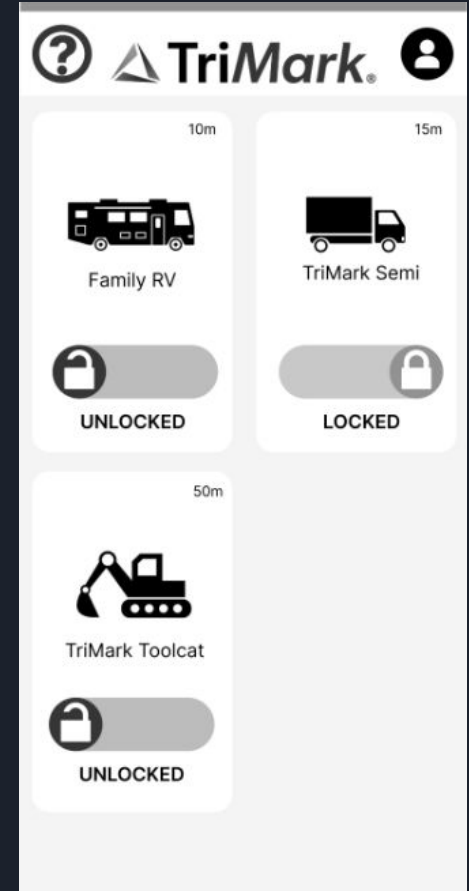 TriMark®
10m
Family RV
UNLOCKED
15m
TriMark Semi
LOCKED
50m
TriMark Toolcat
UNLOCKED